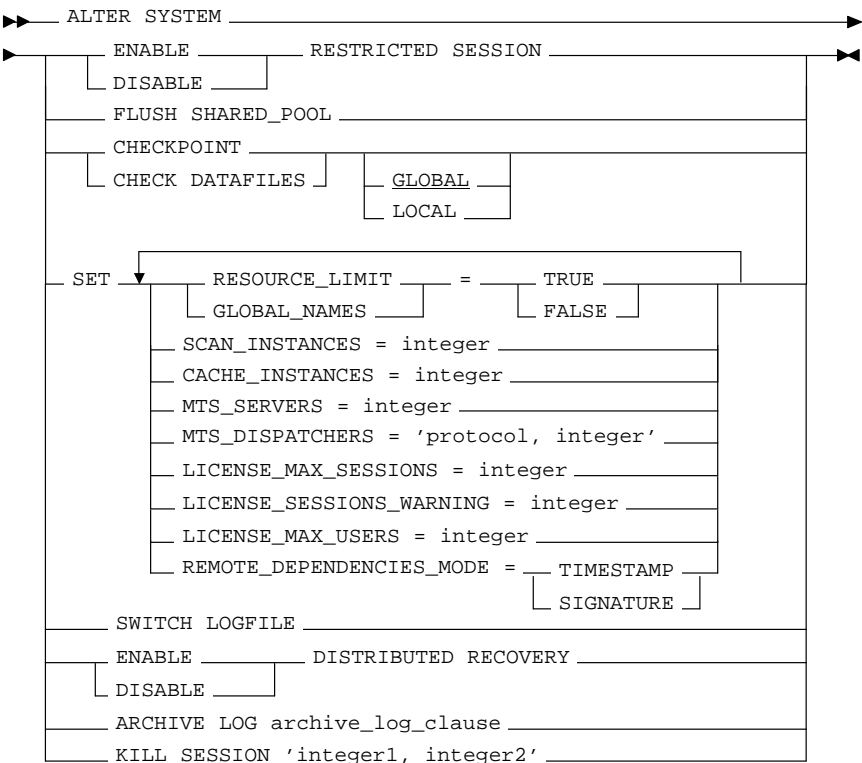 ALTER SYSTEM
ENABLE RESTRICTED SESSION
DISABLE
FLUSH SHARED_POOL
CHECKPOINT
CHECK DATAFILES GLOBAL
LOCAL
SET RESOURCE_LIMIT = TRUE
GLOBAL_NAMES FALSE
SCAN_INSTANCES = integer
CACHE_INSTANCES = integer
MTS_SERVERS = integer
MTS_DISPATCHERS = ’protocol, integer’
LICENSE_MAX_SESSIONS = integer
LICENSE_SESSIONS_WARNING = integer
LICENSE_MAX_USERS = integer
REMOTE_DEPENDENCIES_MODE = TIMESTAMP
SIGNATURE
SWITCH LOGFILE
ENABLE DISTRIBUTED RECOVERY
DISABLE
ARCHIVE LOG archive_log_clause
KILL SESSION ’integer1, integer2’